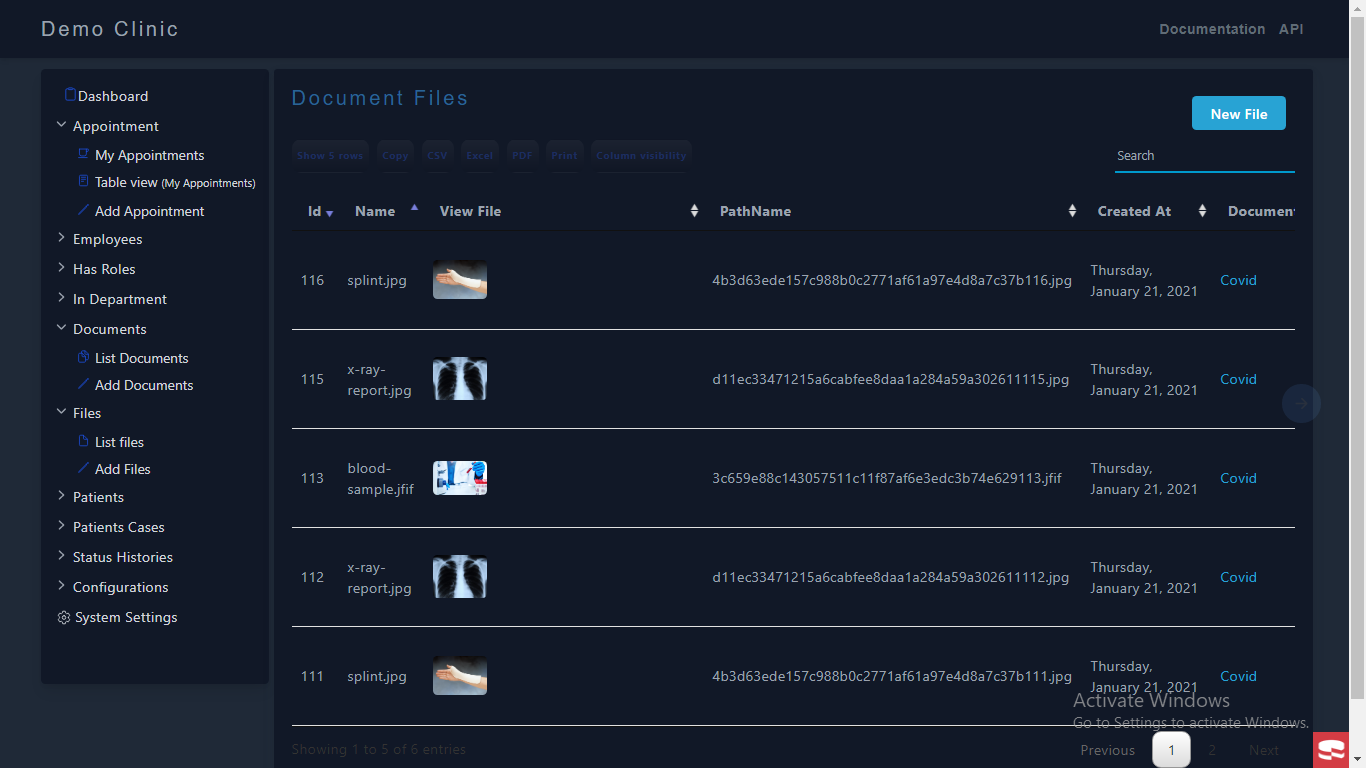 Demo Clinic
Documentation API
Dashboard
Appointment
My Appointments
Table view (My Appointments)
Add Appointment
Employees
Has Roles
In Department
Documents
List Documents
Add Documents
Files
List files
Add Files
Patients
Patients Cases
Status Histories
Configurations
System Settings
Document Files
New File
Show 5 rows Copy CSV Excel PDF Print Column visibility
Search
Id Name View File PathName Created At Documen
116 splint.jpg 4b3d63ede157c988b0c2771af61a97e4d8a7c37b116.jpg Thursday,
January 21, 2021 Covid
115 x-ray-
report.jpg d11ec33471215a6cabfee8daa1a284a59a302611115.jpg Thursday,
January 21, 2021 Covid
113 blood-
sample.jfif 3c659e88c143057511c11f87af6e3edc3b74e629113.jfif Thursday,
January 21, 2021 Covid
112 x-ray-
report.jpg d11ec33471215a6cabfee8daa1a284a59a302611112.jpg Thursday,
January 21, 2021 Covid
111 splint.jpg 4b3d63ede157c988b0c2771af61a97e4d8a7c37b111.jpg Thursday,
January 21, 2021 Covid
Activate Windows
Go to Settings to activate Windows.
Showing 1 to 5 of 6 entries
Previous 1 2 Next